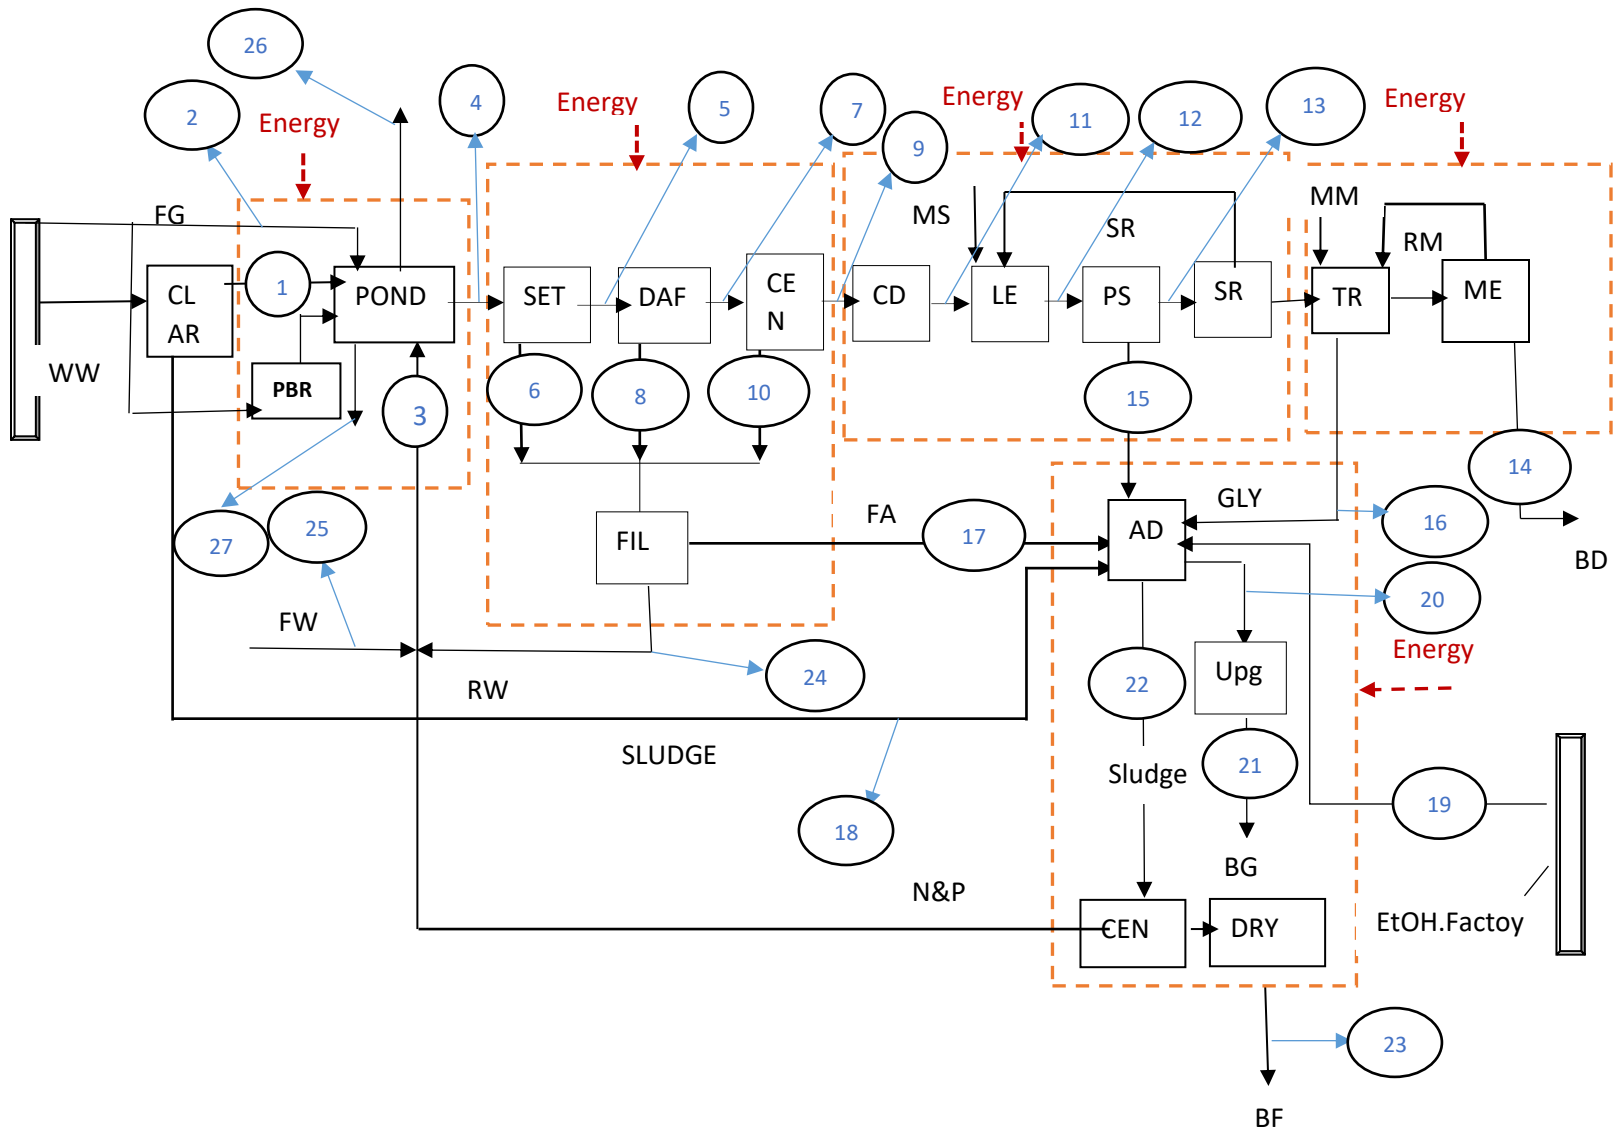 26
4
5
7
2
Energy
Energy
Energy
Energy
11
12
13
9
FG
MS
SR
MM
RM
CL
AR
1
POND
SET
DAF
CE
N
CD
LE
PS
SR
TR
ME
WW
PBR
3
6
8
10
15
14
27
25
FIL
FA
17
AD
GLY
16
BD
20
FW
RW
24
22
Upg
Energy
SLUDGE
Sludge
21
18
19
BG
N&P
CEN
DRY
EtOH.Factoy
23
BF